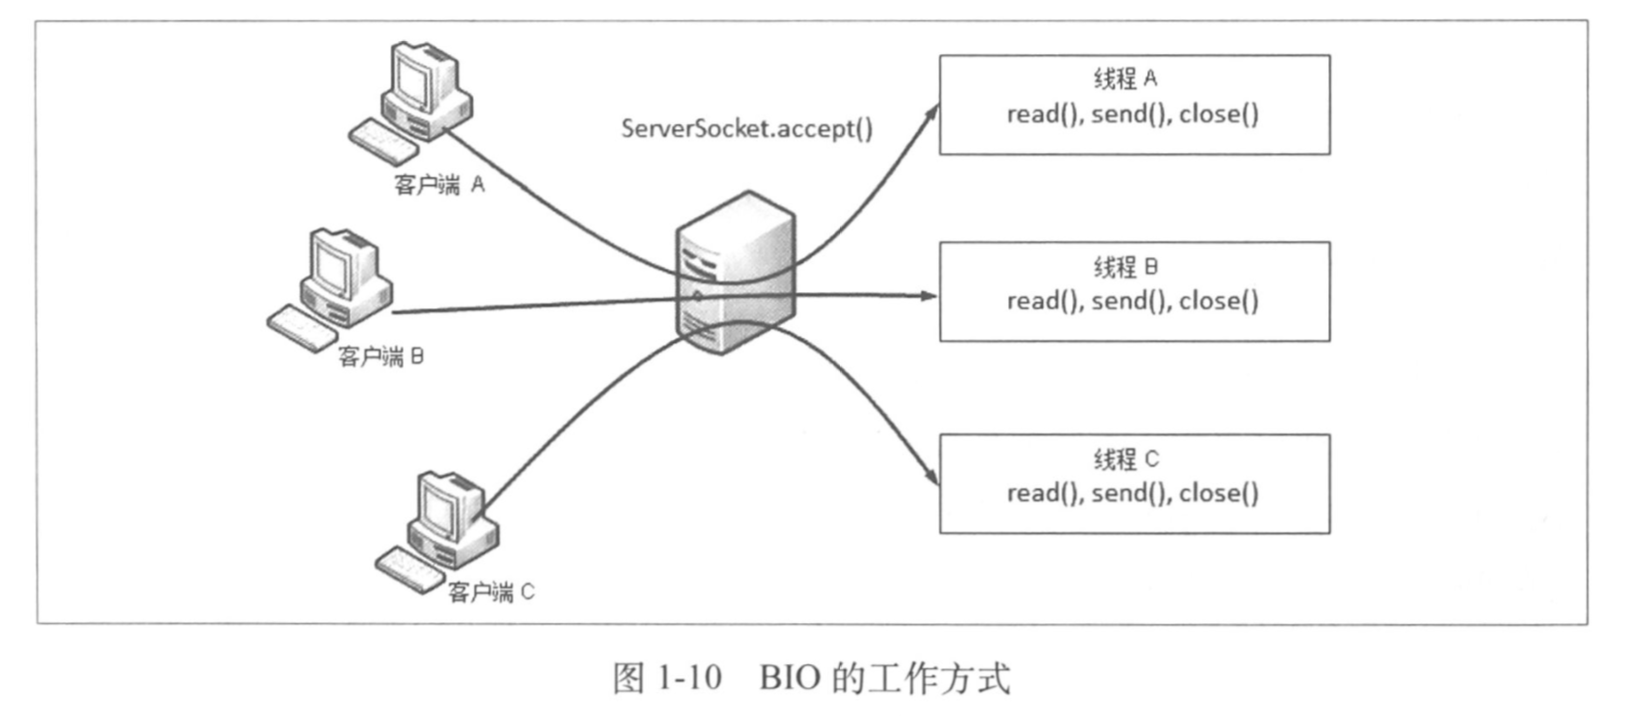 线程 A
read(), send(), close()
ServerSocket.accept()
客户端 A
线程 B
read(), send(), close()
客户端 B
线程 C
read(), send(), close()
客户端 C
图 1-10 BIO 的工作方式